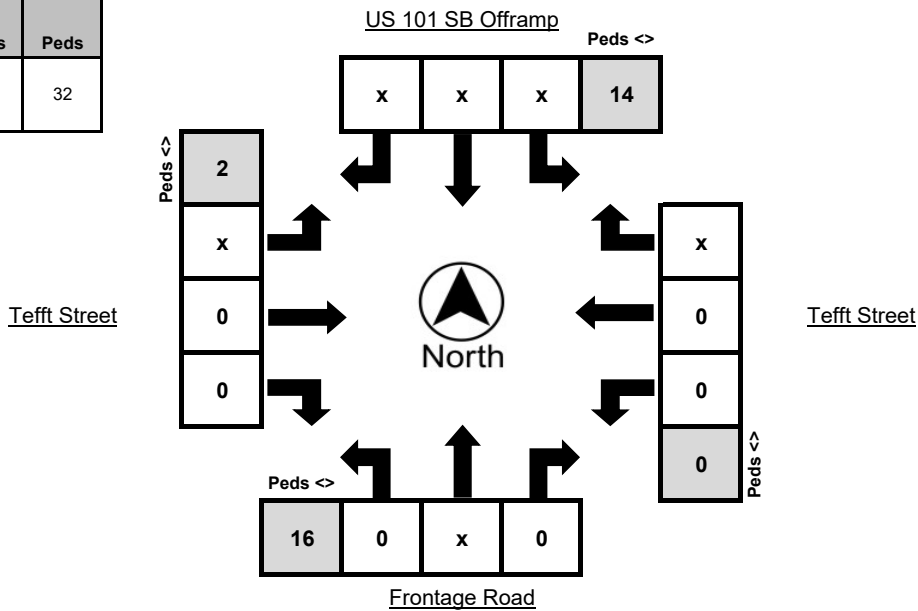 US 101 SB Offramp
Peds
32
Peds <>
x x x 14
Peds <>
2
x
0
0
x
0
0
0
Peds <>
Tefft Street
North
Tefft Street
Peds <>
16 0 x 0
Frontage Road